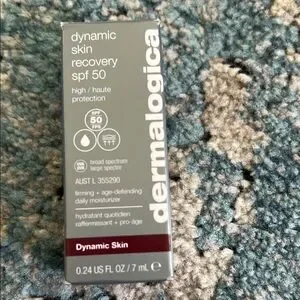 dynamic
skin
recovery
spf 50
high / haute
protection
SPF
50
FPS
broad spectrum
large spectre
AUST L 355290
firming + age-defending
daily moisturizer
hydratant quotidien
raffermissant + pro-âge
dermalogica
Dynamic Skin
0.24 US FL OZ / 7 mL ℮